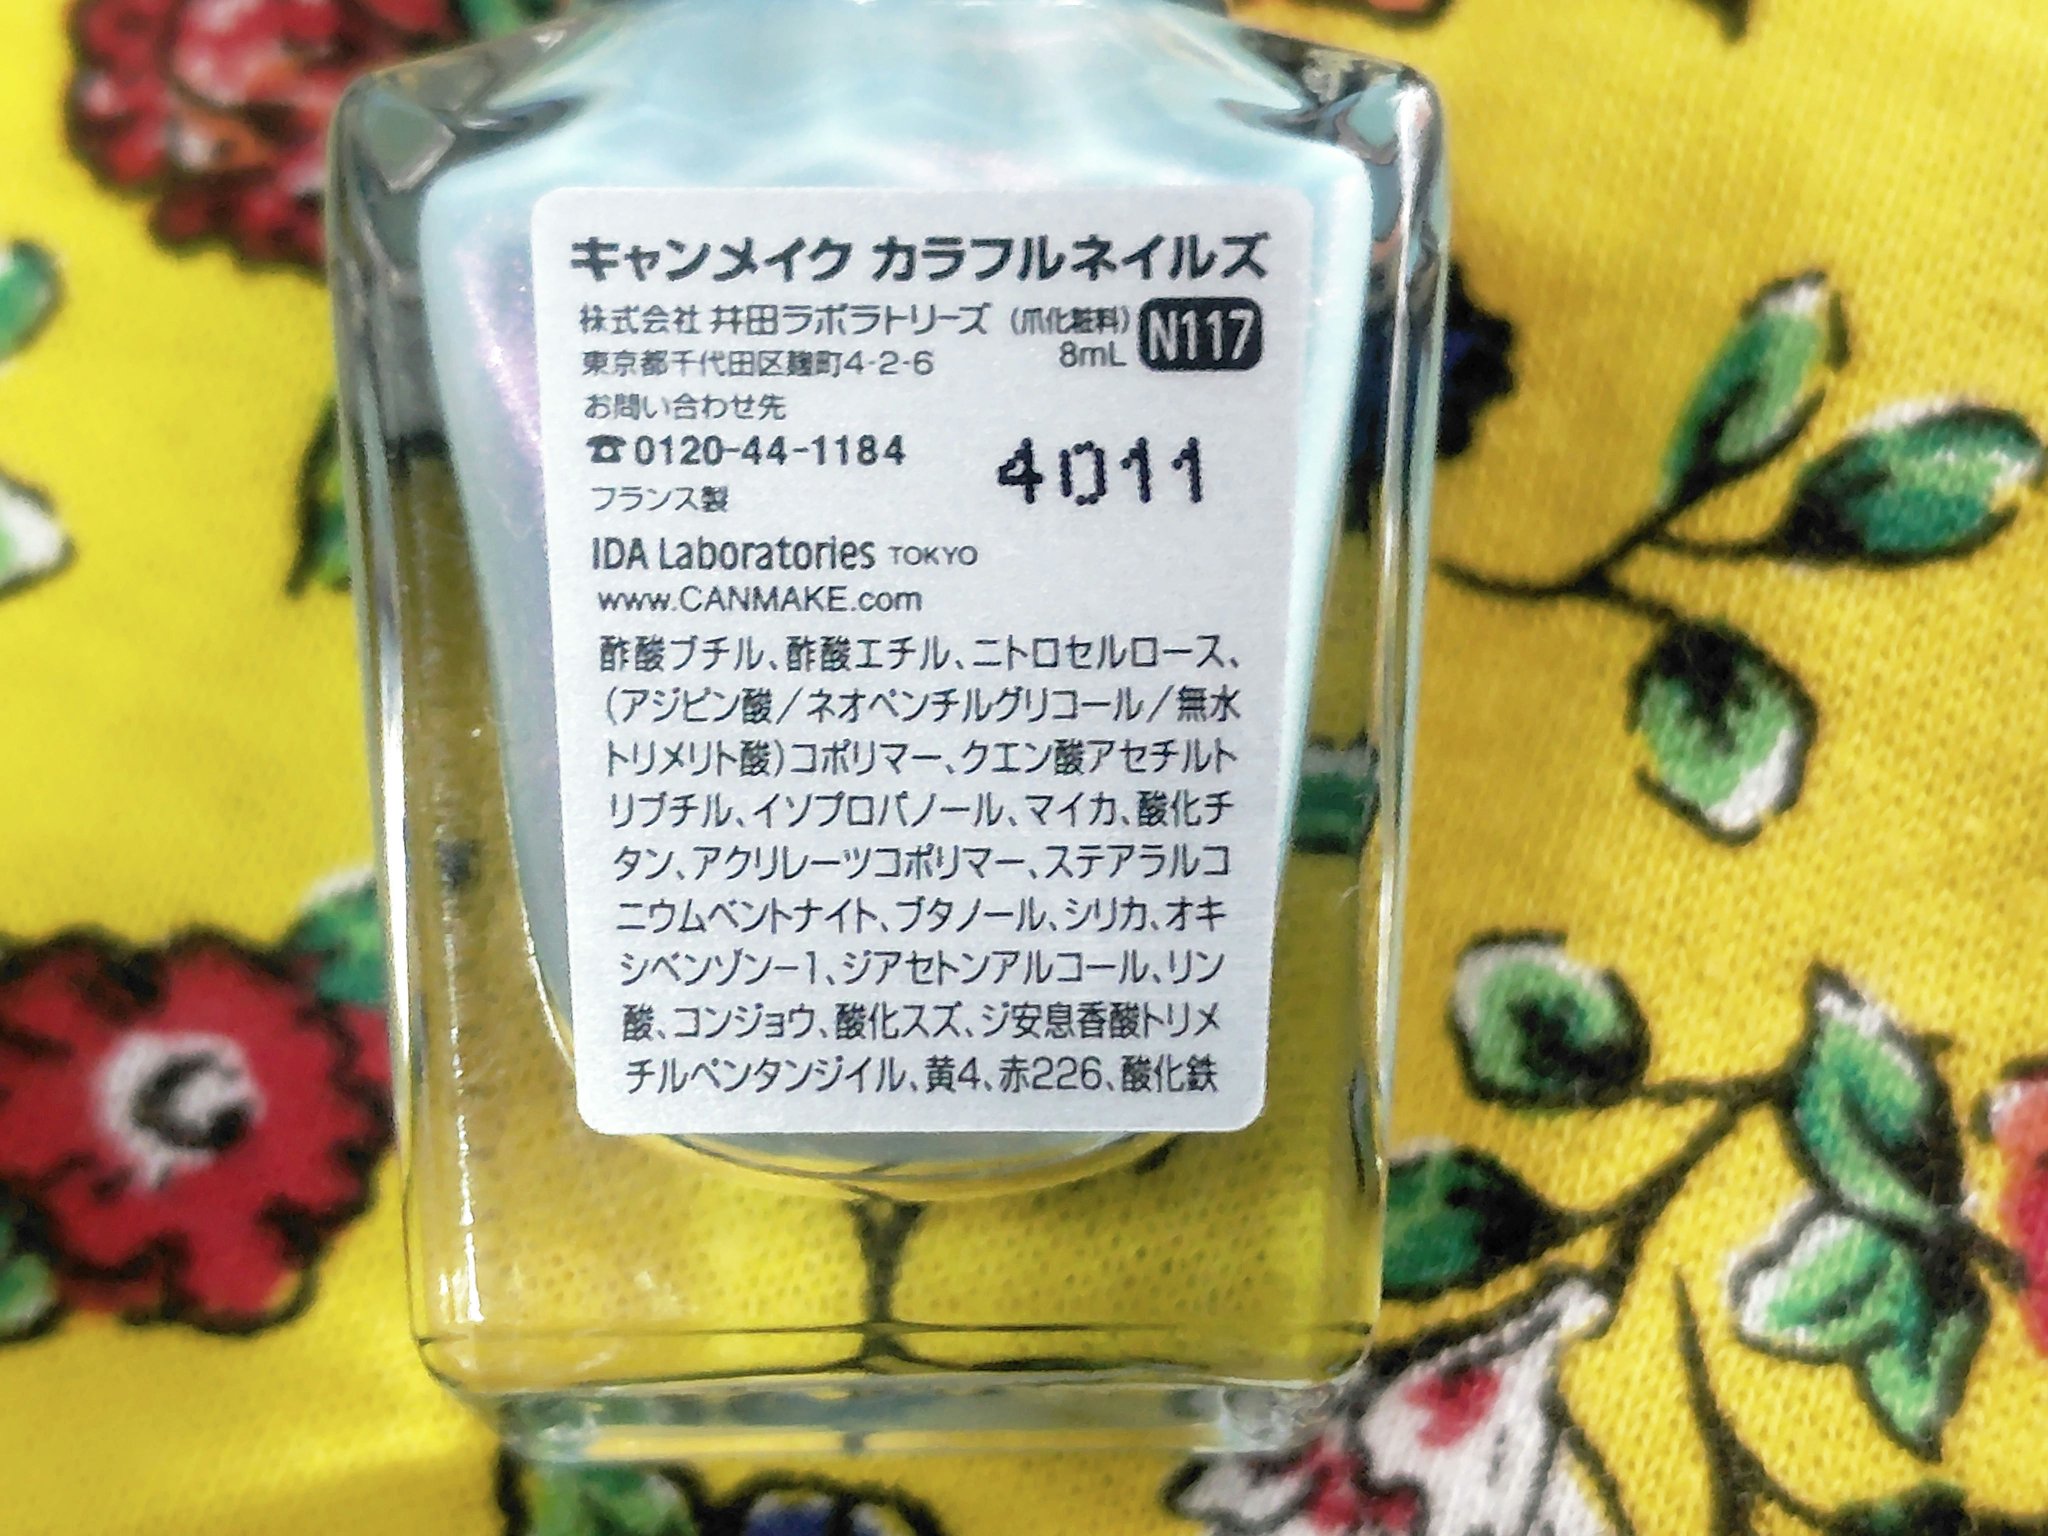 キャンメイク カラフルネイルズ
株式会社 井田ラボラトリーズ (爪化粧料) N117
東京都千代田区麹町4-2-6 8mL
お問い合わせ先
☎0120-44-1184
4011
フランス製
IDA Laboratories TOKYO
www.CANMAKE.com
酢酸ブチル、酢酸エチル、ニトロセルロース、
(アジピン酸/ネオペンチルグリコール/無水
トリメリト酸)コポリマー、クエン酸アセチルト
リブチル、イソプロパノール、マイカ、酸化チ
タン、アクリレーツコポリマー、ステアラルコ
ニウムベントナイト、ブタノール、シリカ、オキ
シベンゾン-1、ジアセトンアルコール、リン
酸、コンジョウ、酸化スズ、ジ安息香酸トリメ
チルペンタンジイル、黄4、赤226、酸化鉄